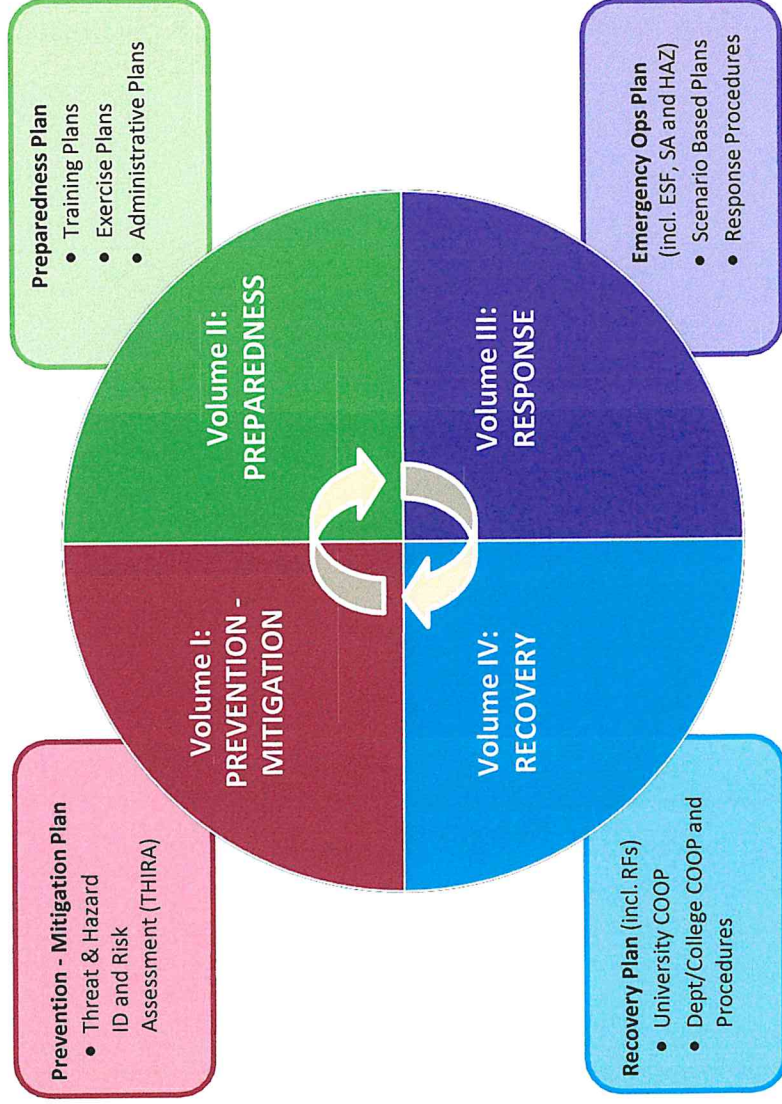 Prevention - Mitigation Plan
• Threat & Hazard
ID and Risk
Assessment (THIRA)
Preparedness Plan
• Training Plans
• Exercise Plans
• Administrative Plans
Volume I:
PREVENTION -
MITIGATION
Volume II:
PREPAREDNESS
Volume IV:
RECOVERY
Volume III:
RESPONSE
Recovery Plan (incl. RFs)
• University COOP
• Dept/College COOP and
Procedures
Emergency Ops Plan
(incl. ESF, SA and HAZ)
• Scenario Based Plans
• Response Procedures